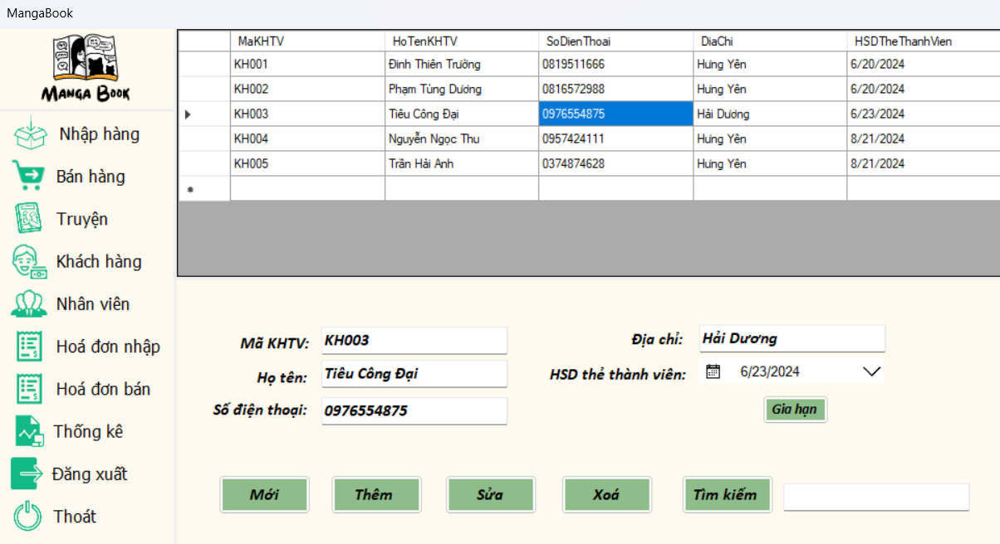 MangaBook
MANGA BOOK
Nhập hàng
Bán hàng
Truyện
Khách hàng
Nhân viên
Hoá đơn nhập
Hoá đơn bán
Thống kê
Đăng xuất
Thoát
MaKHTV HoTenKHTV SoDienThoai DiaChi HSDTheThanhVien
KH001 Đinh Thiên Trường 0819511666 Hưng Yên 6/20/2024
KH002 Phạm Tùng Dương 0816572988 Hưng Yên 6/20/2024
KH003 Tiêu Công Đại 0976554875 Hải Dương 6/23/2024
KH004 Nguyễn Ngọc Thu 0957424111 Hưng Yên 8/21/2024
KH005 Trần Hải Anh 0374874628 Hưng Yên 8/21/2024
Mã KHTV: KH003 Địa chỉ: Hải Dương
Họ tên: Tiêu Công Đại HSD thẻ thành viên: 6/23/2024
Số điện thoại: 0976554875 Gia hạn
Mới Thêm Sửa Xoá Tìm kiếm